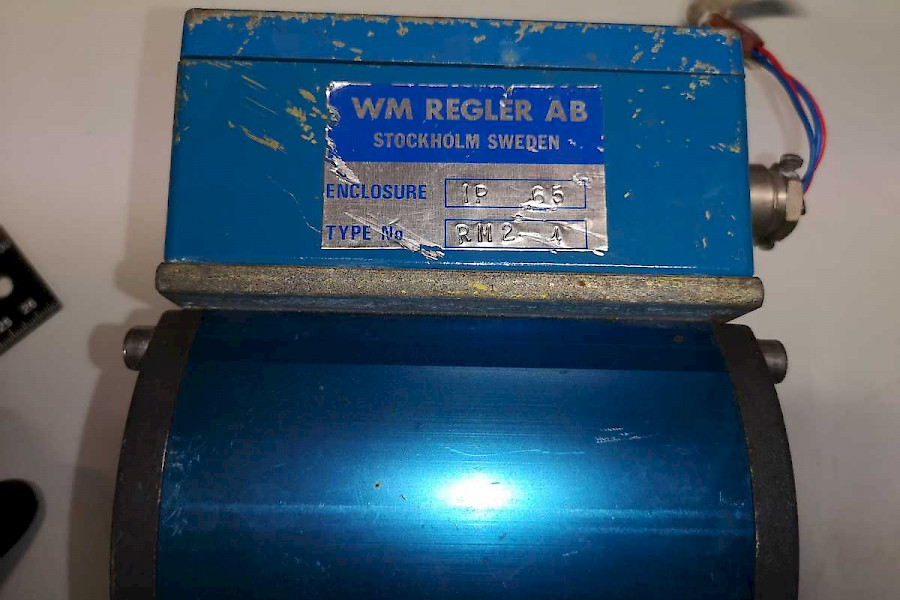 WM REGLER AB
STOCKHOLM SWEDEN
ENCLOSURE IP 65
TYPE No RM2 - 4